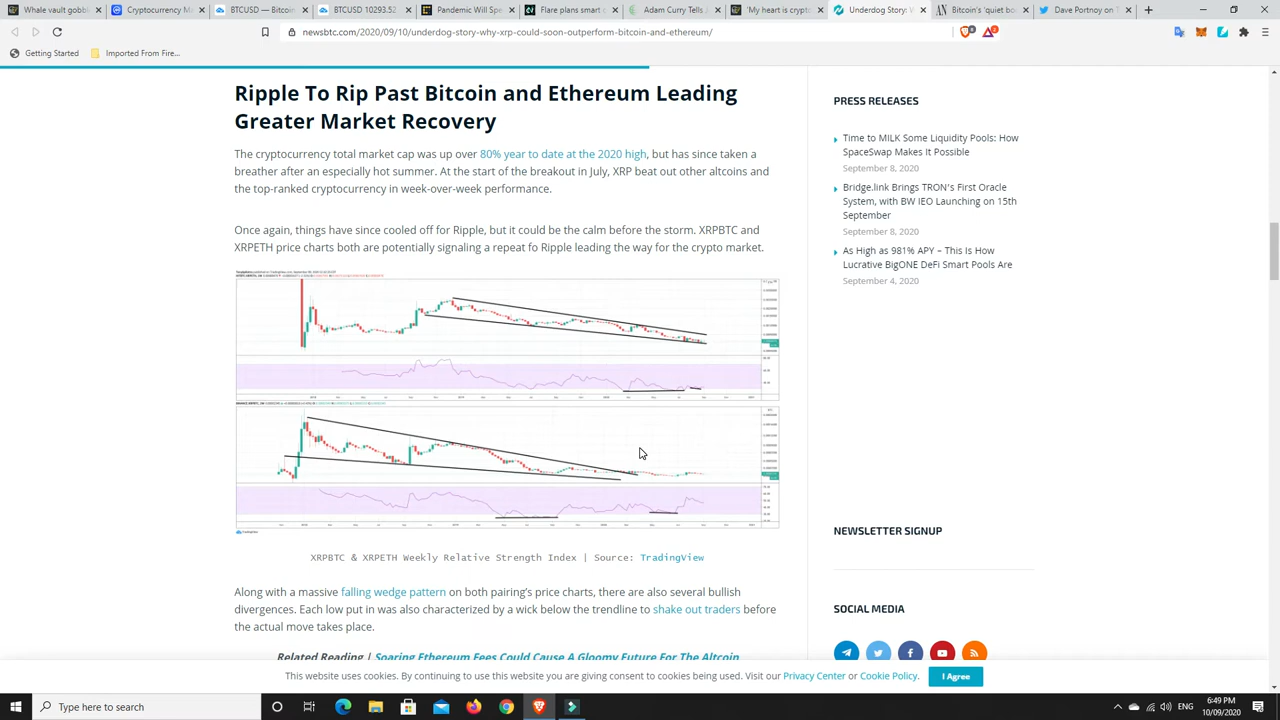 Whale vault gobbl
Cryptocurrency Ma
BTCUSD — Bitcoin
BTCUSD 10293.52
Pandemic Will Spe
Flare plans smart c
Adam Curry Tells J
'My heart is crypto
Underdog Story: W
Bitcoin's 'quiet bo
Dave Portnoy on T
newsbtc.com/2020/09/10/underdog-story-why-xrp-could-soon-outperform-bitcoin-and-ethereum/
Getting Started
Imported From Fire...
Ripple To Rip Past Bitcoin and Ethereum Leading
Greater Market Recovery
The cryptocurrency total market cap was up over 80% year to date at the 2020 high, but has since taken a
breather after an especially hot summer. At the start of the breakout in July, XRP beat out other altcoins and
the top-ranked cryptocurrency in week-over-week performance.
Once again, things have since cooled off for Ripple, but it could be the calm before the storm. XRPBTC and
XRPETH price charts both are potentially signaling a repeat fo Ripple leading the way for the crypto market.
XRPBTC & XRPETH Weekly Relative Strength Index | Source: TradingView
Along with a massive falling wedge pattern on both pairing's price charts, there are also several bullish
divergences. Each low put in was also characterized by a wick below the trendline to shake out traders before
the actual move takes place.
Related Reading | Soaring Ethereum Fees Could Cause A Gloomy Future For The Altcoin
PRESS RELEASES
Time to MILK Some Liquidity Pools: How
SpaceSwap Makes It Possible
September 8, 2020
Bridge.link Brings TRON's First Oracle
System, with BW IEO Launching on 15th
September
September 8, 2020
As High as 981% APY – This Is How
Lucrative BigONE DeFi Smart Pools Are
September 4, 2020
NEWSLETTER SIGNUP
SOCIAL MEDIA
This website uses cookies. By continuing to use this website you are giving consent to cookies being used. Visit our Privacy Center or Cookie Policy.
I Agree
Type here to search
ENG
6:49 PM
10/09/2020